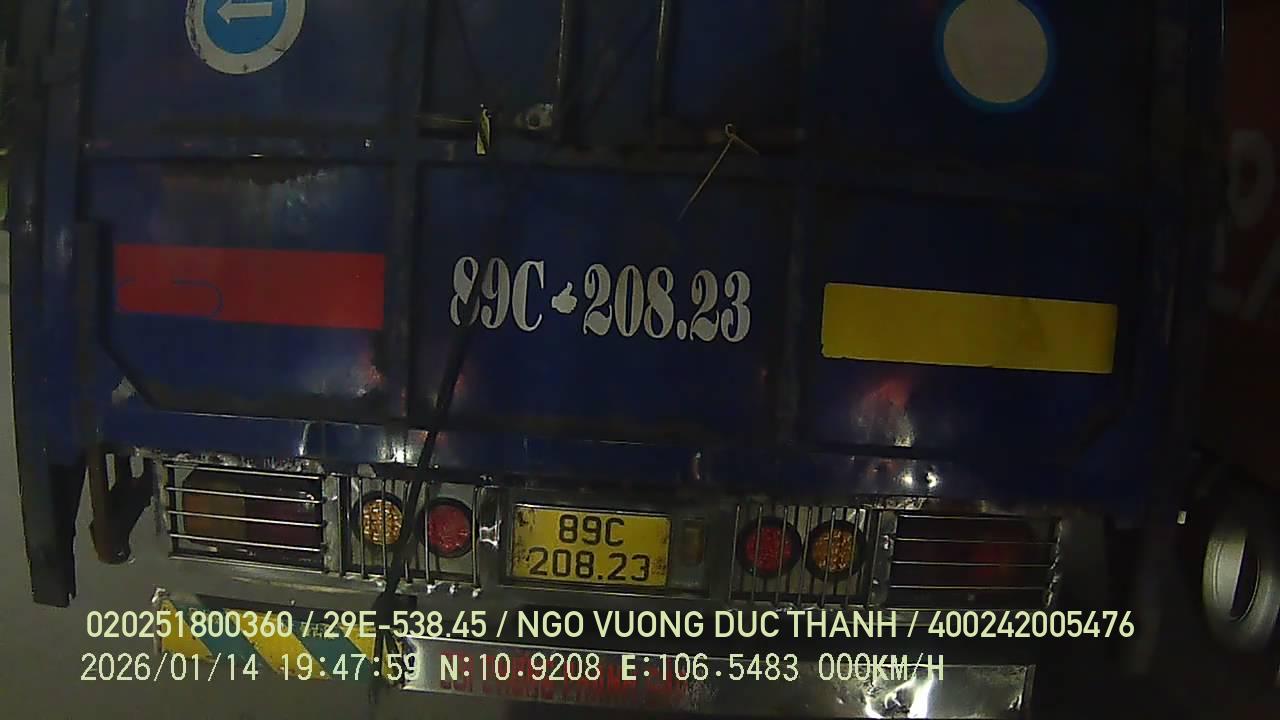 89C-208.23
89C
208.23
020251800360 / 29E-538.45 / NGO VUONG DUC THANH / 400242005476
2026/01/14 19:47:59 N:10.9208 E:106.5483 000KM/H